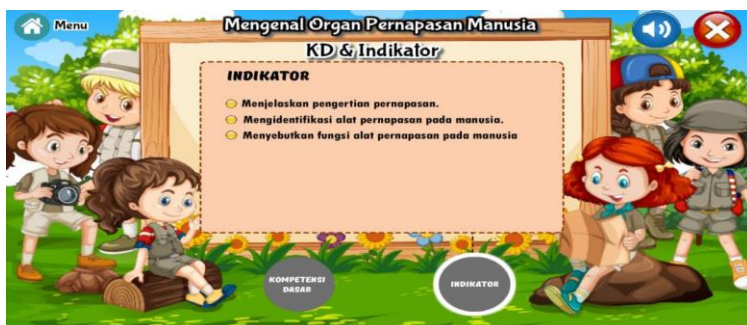 Menu
Mengenal Organ Pernapasan Manusia
KD & Indikator
INDIKATOR
Menjelaskan pengertian pernapasan.
Mengidentifikasi alat pernapasan pada manusia.
Menyebutkan fungsi alat pernapasan pada manusia
KOMPETENSI
DASAR
INDIKATOR